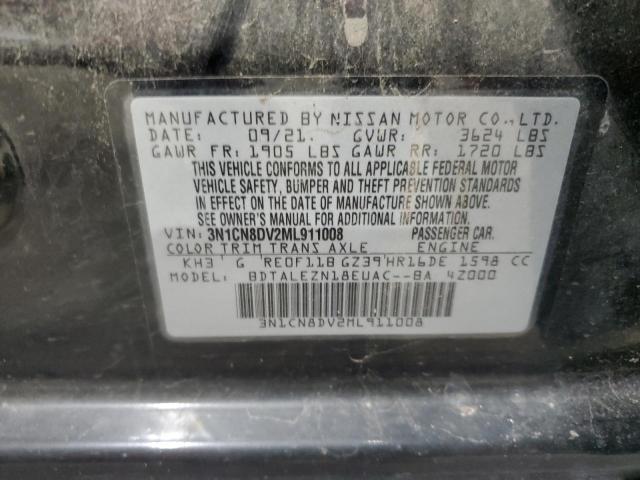 MANUFACTURED BY NISSAN MOTOR CO., LTD.
DATE: 09/21. GVWR: 3624 LBS
GAWR FR: 1905 LBS GAWR RR: 1720 LBS
THIS VEHICLE CONFORMS TO ALL APPLICABLE FEDERAL MOTOR
VEHICLE SAFETY, BUMPER AND THEFT PREVENTION STANDARDS
IN EFFECT ON THE DATE OF MANUFACTURE SHOWN ABOVE.
SEE OWNER'S MANUAL FOR ADDITIONAL INFORMATION.
VIN: 3N1CN8DV2ML911008 PASSENGER CAR.
COLOR TRIM TRANS AXLE ENGINE
KH3 G RE0F11B GZ39 HR16DE 1598 CC
MODEL: BDTALEZN18EUAC--BA 4Z000
3N1CN8DV2ML911008